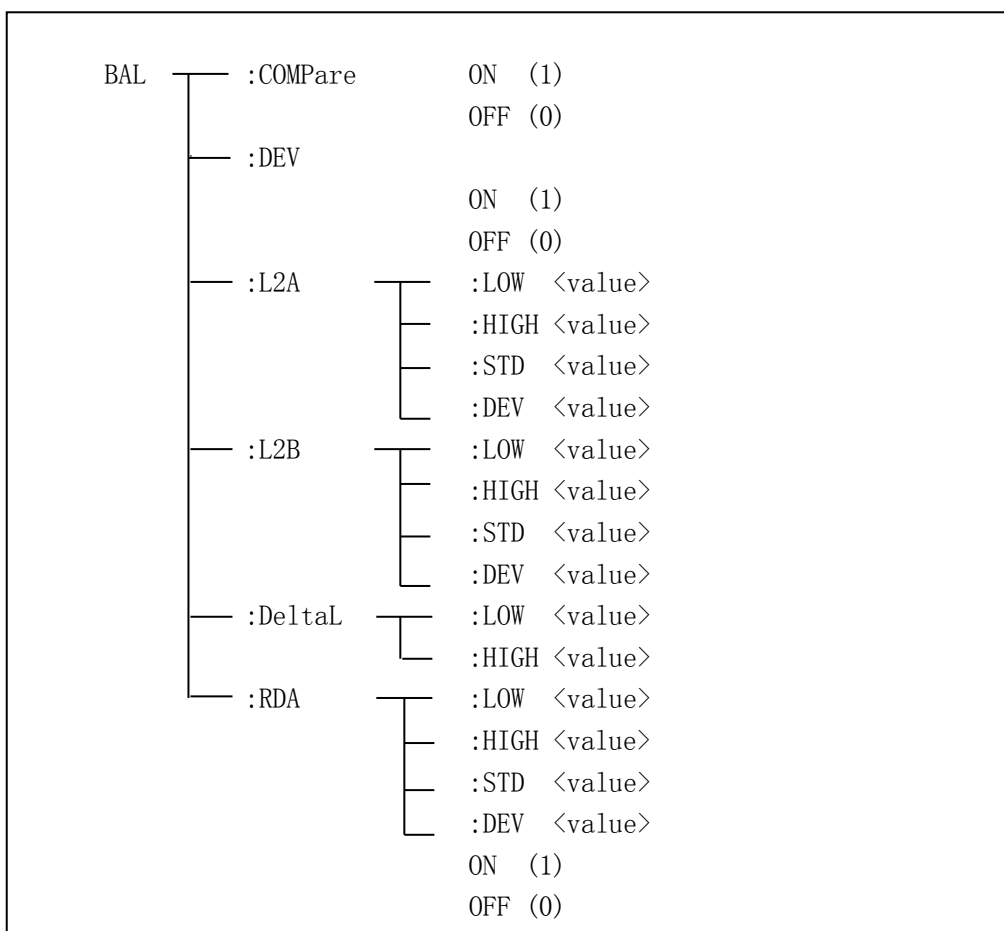 BAL :COMPare ON (1)
OFF (0)
:DEV
ON (1)
OFF (0)
:L2A :LOW <value>
:HIGH <value>
:STD <value>
:DEV <value>
:L2B :LOW <value>
:HIGH <value>
:STD <value>
:DEV <value>
:DeltaL :LOW <value>
:HIGH <value>
:RDA :LOW <value>
:HIGH <value>
:STD <value>
:DEV <value>
ON (1)
OFF (0)